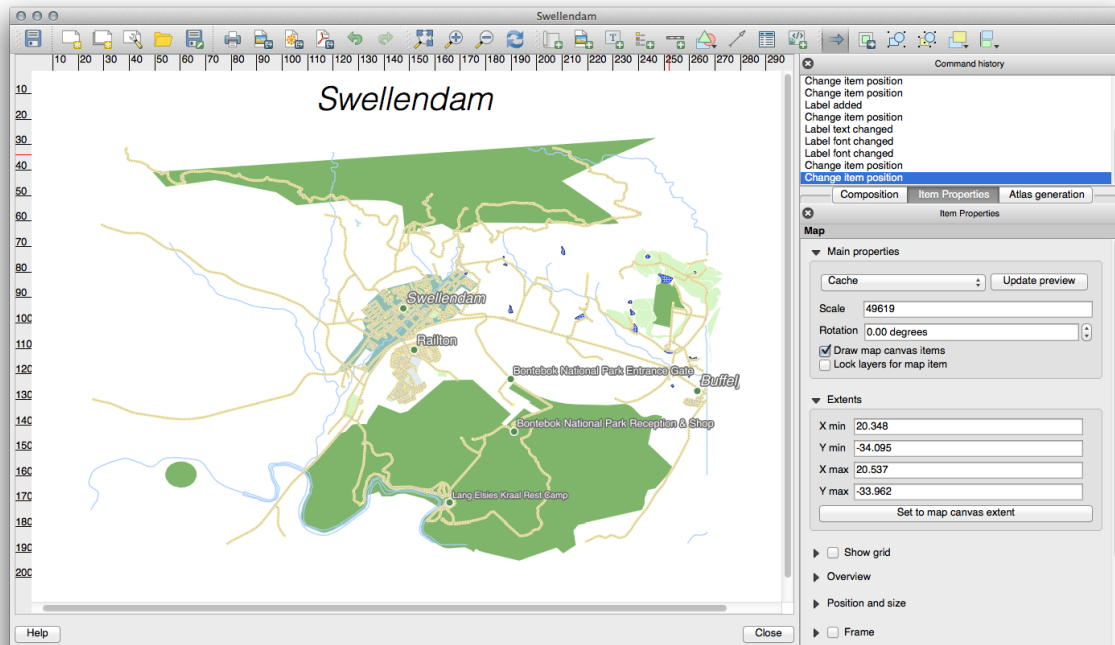 Swellendam
10 20 30 40 50 60 70 80 90 100 110 120 130 140 150 160 170 180 190 200 210 220 230 240 250 260 270 280 290
10
20
30
40
50
60
70
80
90
100
110
120
130
140
150
160
170
180
190
200
Swellendam
Swellendam
Railton
Bontebok National Park Entrance Gate
Buffelj
Bontebok National Park Reception & Shop
Lang Elsies Kraal Rest Camp
Help
Close
Command history
Change item position
Change item position
Label added
Change item position
Label text changed
Label font changed
Label font changed
Change item position
Change item position
Composition Item Properties Atlas generation
Item Properties
Map
Main properties
Cache Update preview
Scale 49619
Rotation 0.00 degrees
Draw map canvas items
Lock layers for map item
Extents
X min 20.348
Y min -34.095
X max 20.537
Y max -33.962
Set to map canvas extent
Show grid
Overview
Position and size
Frame